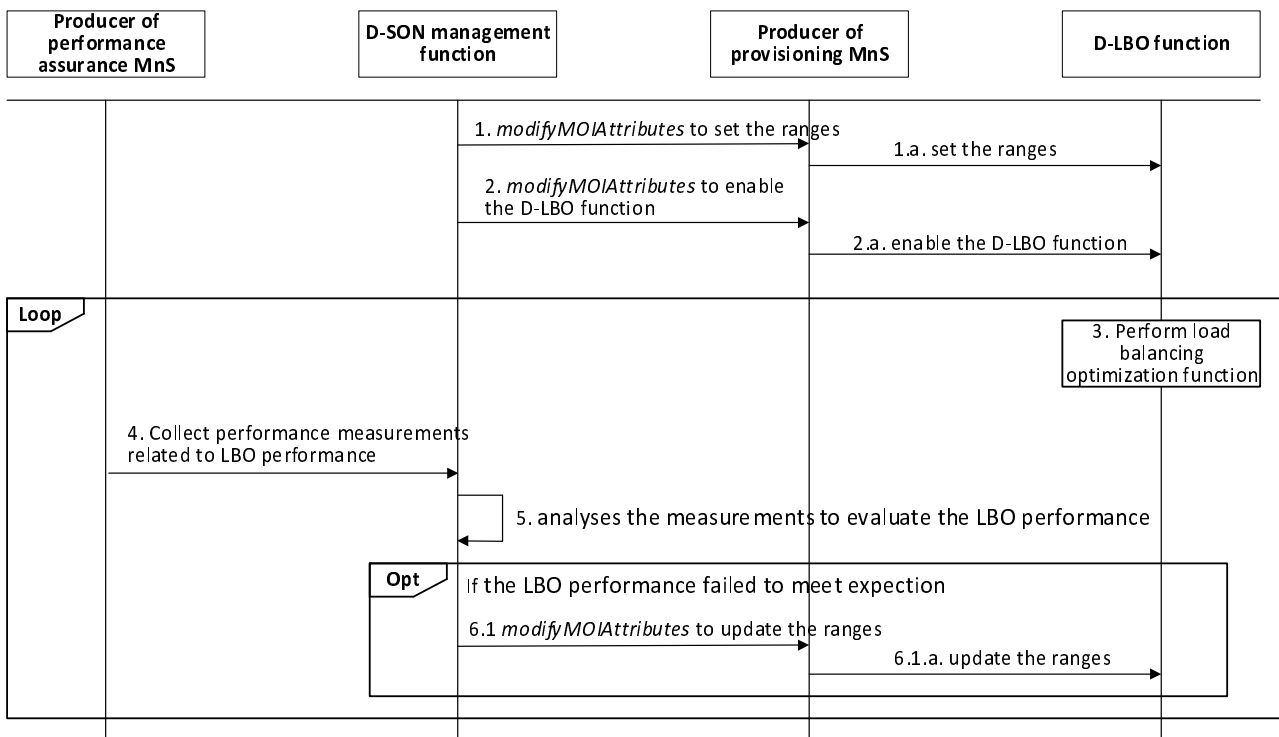 Producer of
performance
assurance MnS
D-SON management
function
Producer of
provisioning MnS
D-LBO function
1. modifyMOIAttributes to set the ranges
1.a. set the ranges
2. modifyMOIAttributes to enable
the D-LBO function
2.a. enable the D-LBO function
Loop
3. Perform load
balancing
optimization function
4. Collect performance measurements
related to LBO performance
5. analyses the measurements to evaluate the LBO performance
Opt
If the LBO performance failed to meet expection
6.1 modifyMOIAttributes to update the ranges
6.1.a. update the ranges